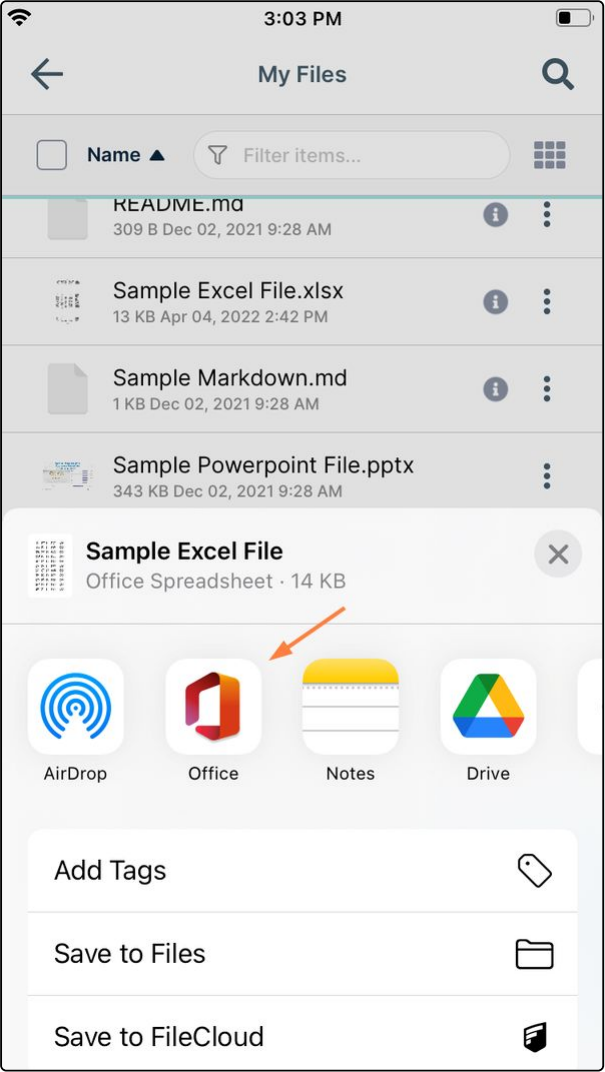 3:03 PM
My Files
Name
Filter items...
README.md
309 B Dec 02, 2021 9:28 AM
Sample Excel File.xlsx
13 KB Apr 04, 2022 2:42 PM
Sample Markdown.md
1 KB Dec 02, 2021 9:28 AM
Sample Powerpoint File.pptx
343 KB Dec 02, 2021 9:28 AM
Sample Excel File
Office Spreadsheet · 14 KB
AirDrop
Office
Notes
Drive
Add Tags
Save to Files
Save to FileCloud